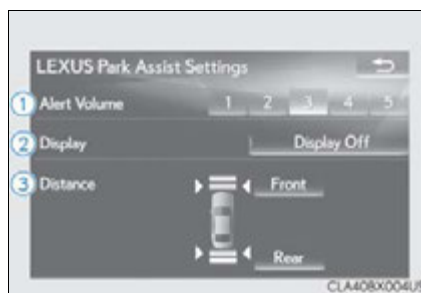 LEXUS Park Assist Settings
1 Alert Volume 1 2 3 4 5
2 Display Display Off
3 Distance Front
Rear
CLA40BX004US